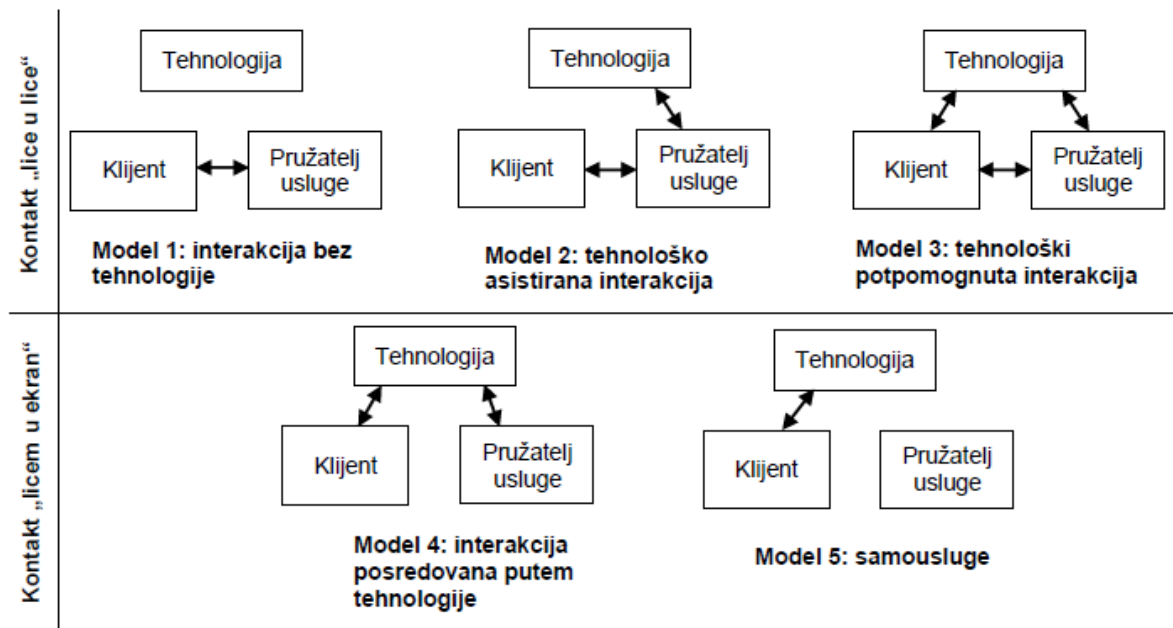 Kontakt „lice u lice“
Tehnologija
Klijent
Pružatelj
usluge
Model 1: interakcija bez
tehnologije
Tehnologija
Klijent
Pružatelj
usluge
Model 2: tehnološko
asistirana interakcija
Tehnologija
Klijent
Pružatelj
usluge
Model 3: tehnološki
potpomognuta interakcija
Kontakt „licem u ekran“
Tehnologija
Klijent
Pružatelj
usluge
Model 4: interakcija
posredovana putem
tehnologije
Tehnologija
Klijent
Pružatelj
usluge
Model 5: samousluge